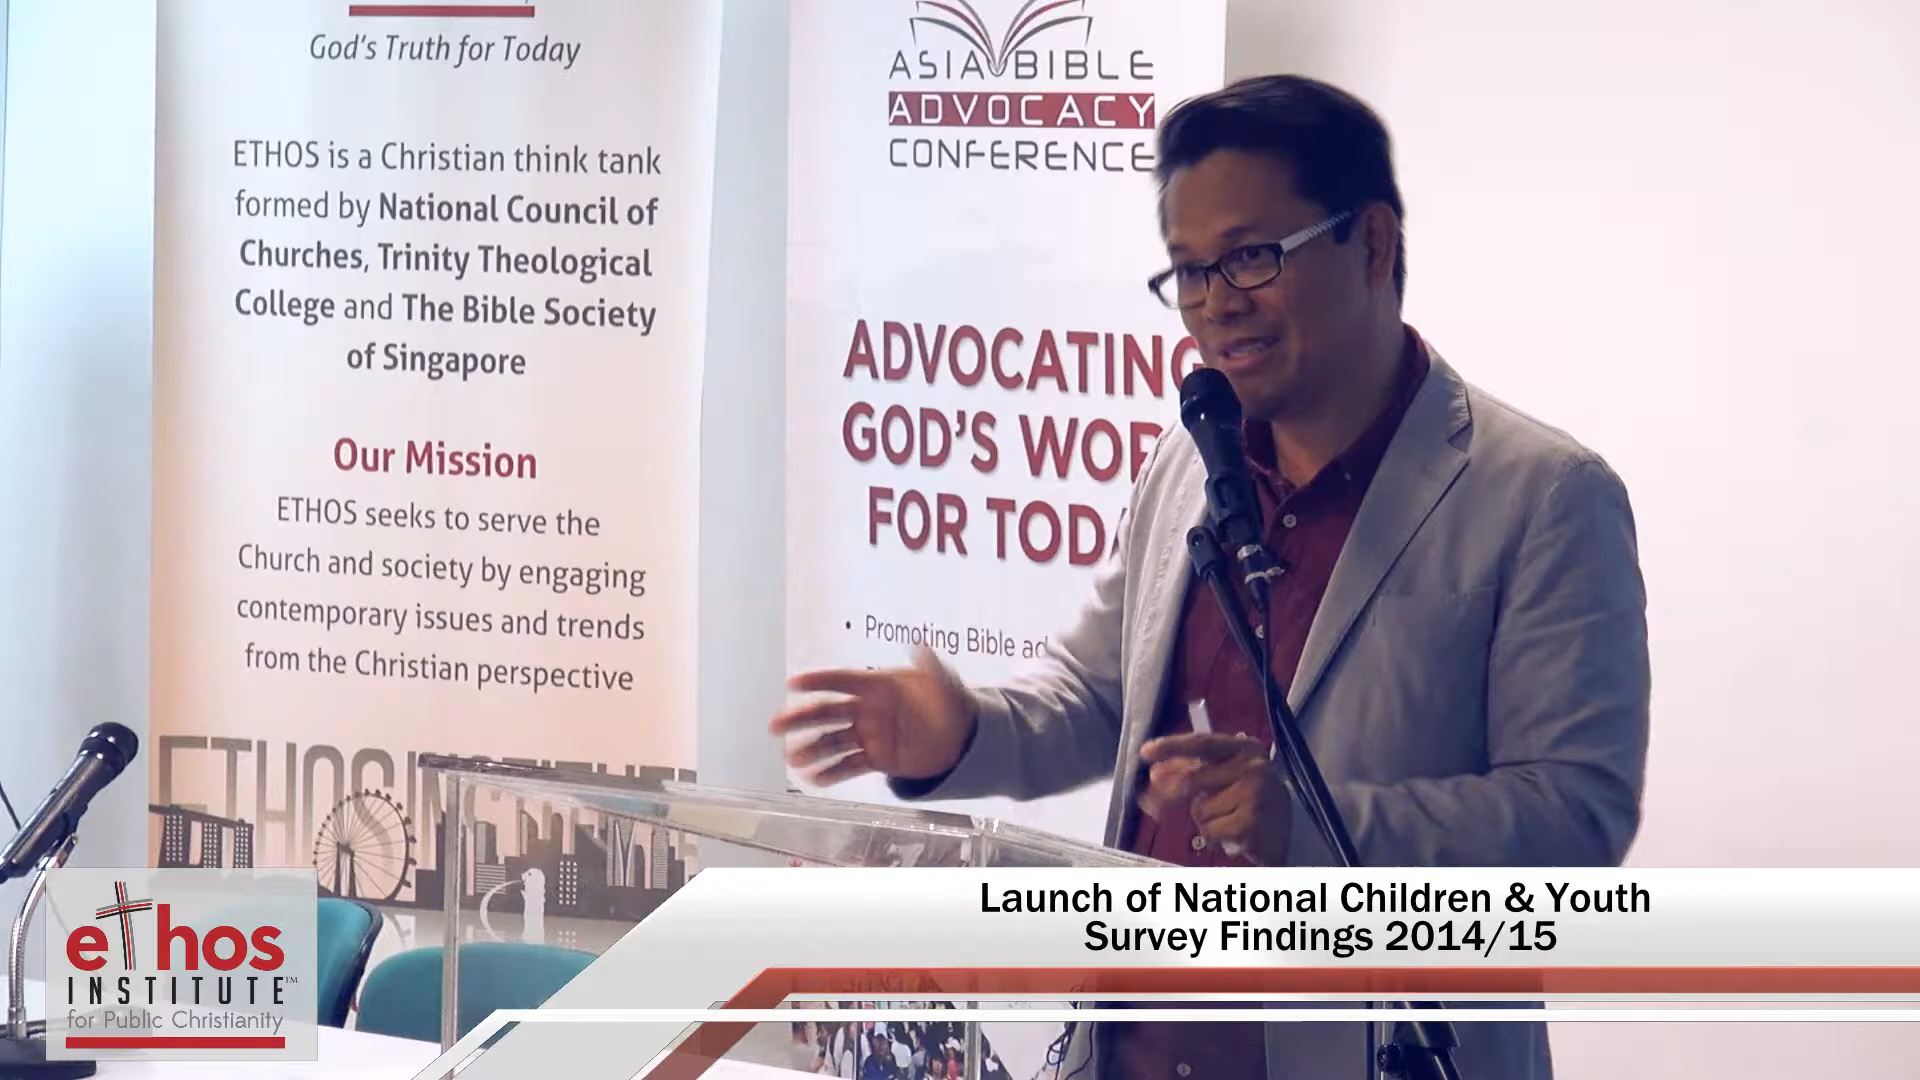 God's Truth for Today
ETHOS is a Christian think tank
formed by National Council of
Churches, Trinity Theological
College and The Bible Society
of Singapore
Our Mission
ETHOS seeks to serve the
Church and society by engaging
contemporary issues and trends
from the Christian perspective
ASIA BIBLE
ADVOCACY
CONFERENCE
ADVOCATING
GOD'S WOR
FOR TODA
• Promoting Bible ad
ethos
INSTITUTE™
for Public Christianity
Launch of National Children & Youth
Survey Findings 2014/15